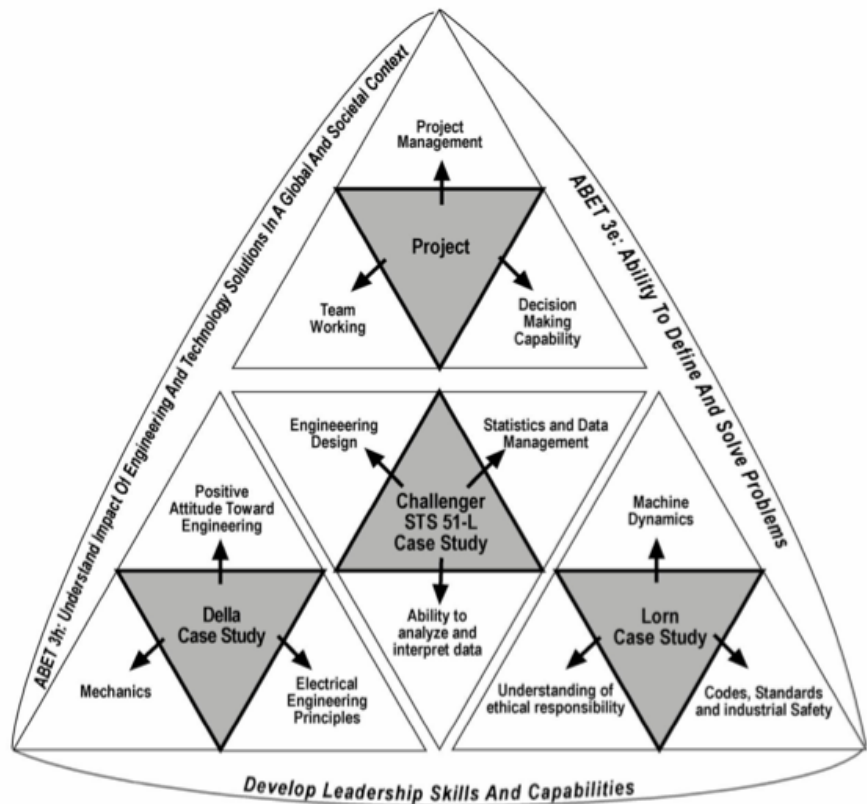 ABET 3h: Understand Impact Of Engineering And Technology Solutions In A Global And Societal Context
ABET 3e: Ability To Define And Solve Problems
Project
Management
Project
Team
Working
Decision
Making
Capability
Engineeering
Design
Statistics and Data
Management
Challenger
STS 51-L
Case Study
Ability to
analyze and
interpret data
Positive
Attitude Toward
Engineering
Della
Case Study
Mechanics
Electrical
Engineering
Principles
Machine
Dynamics
Lorn
Case Study
Understanding of
ethical responsibility
Codes, Standards
and industrial Safety
Develop Leadership Skills And Capabilities